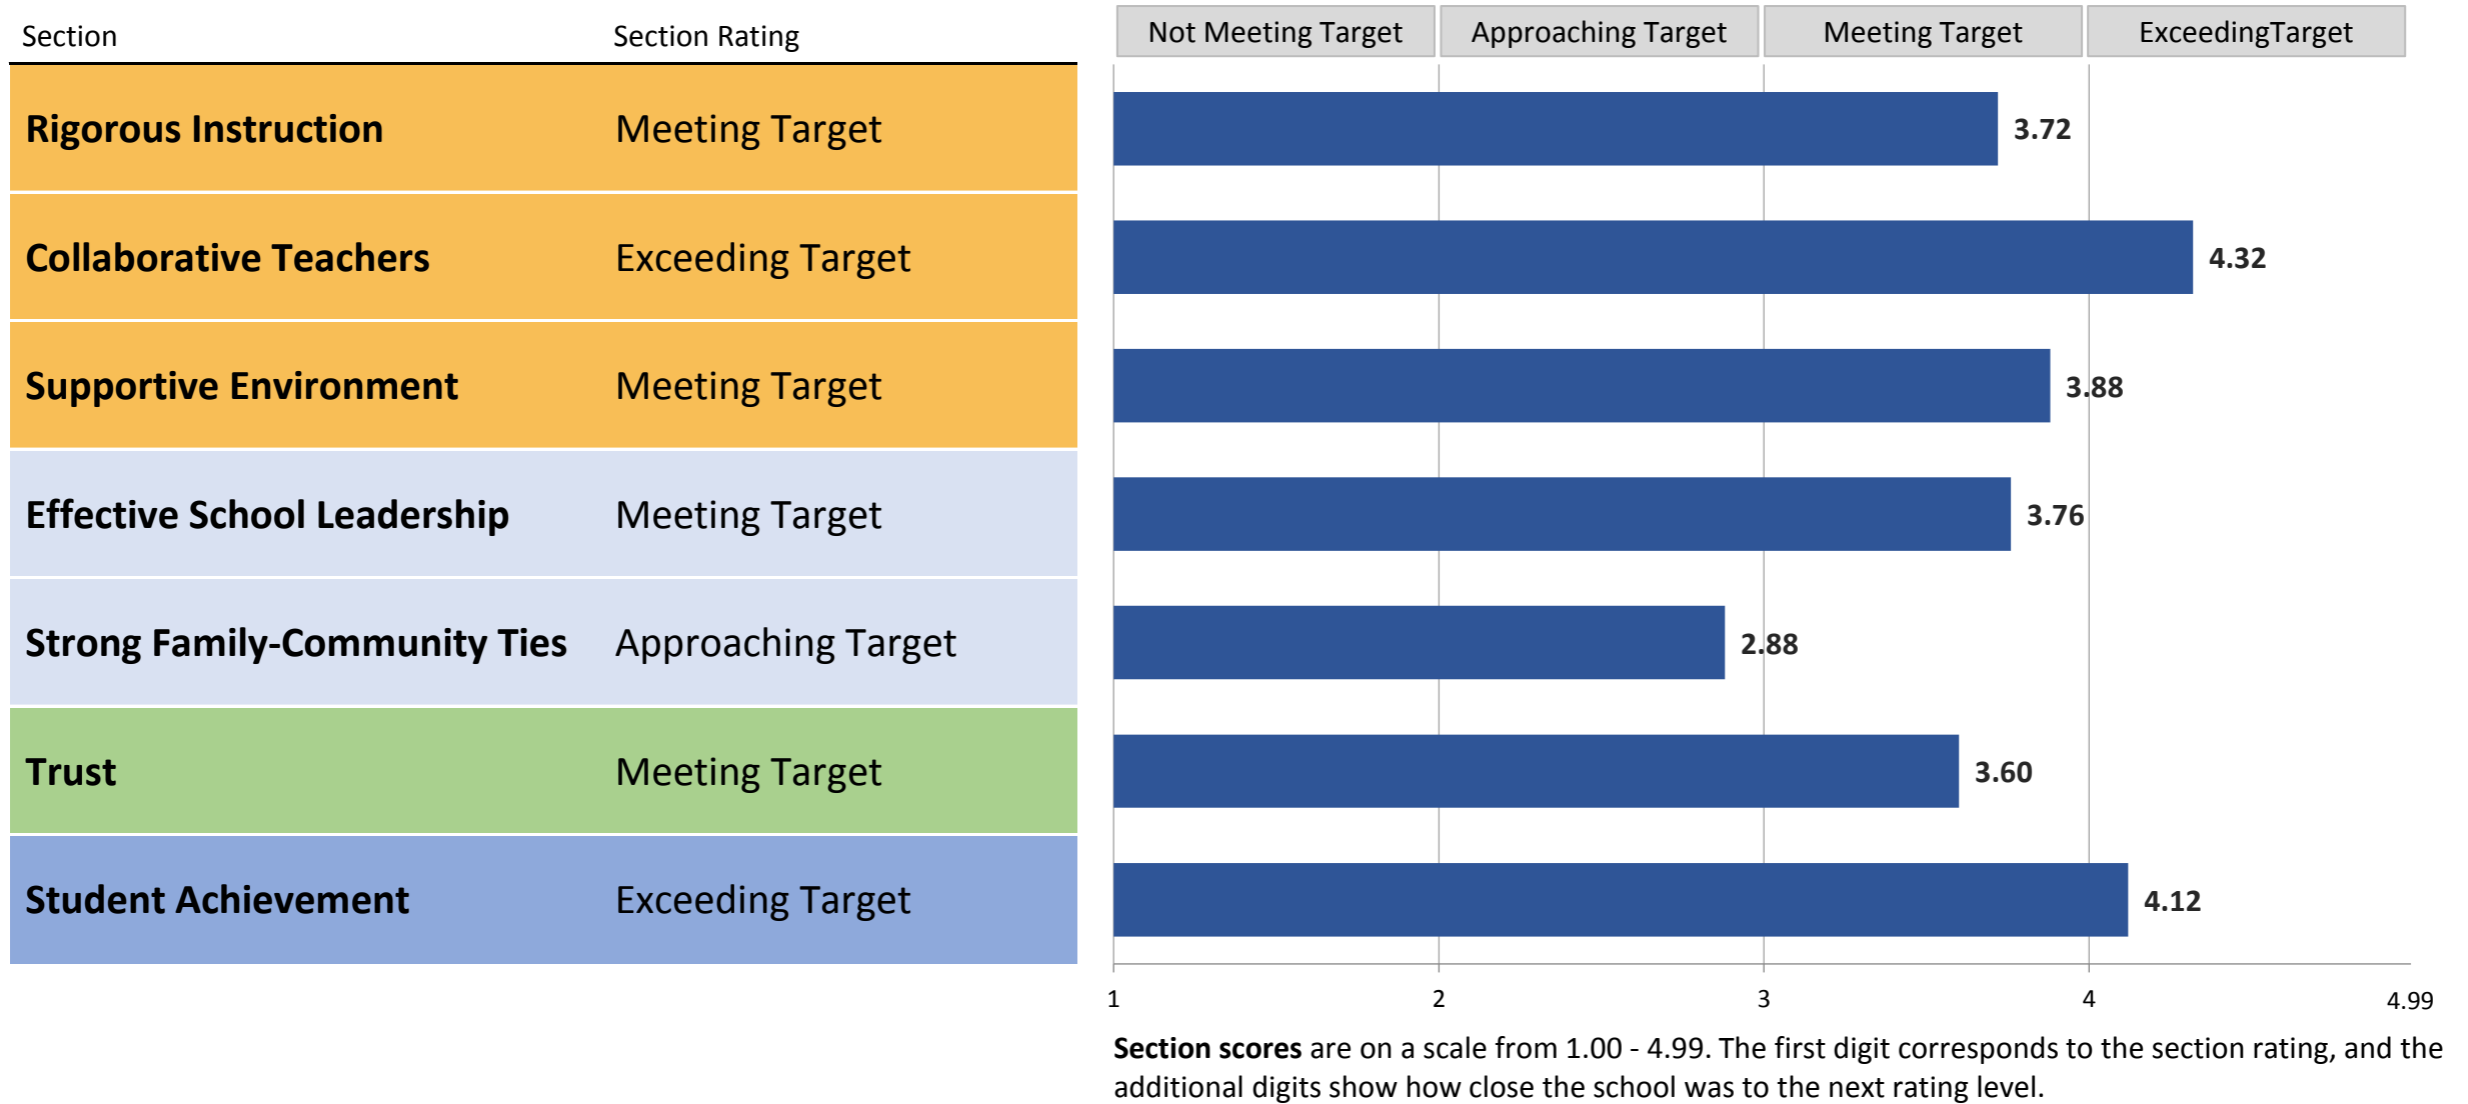 Section Section Rating Not Meeting Target Approaching Target Meeting Target ExceedingTarget
Rigorous Instruction Meeting Target 3.72
Collaborative Teachers Exceeding Target 4.32
Supportive Environment Meeting Target 3.88
Effective School Leadership Meeting Target 3.76
Strong Family-Community Ties Approaching Target 2.88
Trust Meeting Target 3.60
Student Achievement Exceeding Target 4.12
1 2 3 4 4.99
Section scores are on a scale from 1.00 - 4.99. The first digit corresponds to the section rating, and the
additional digits show how close the school was to the next rating level.